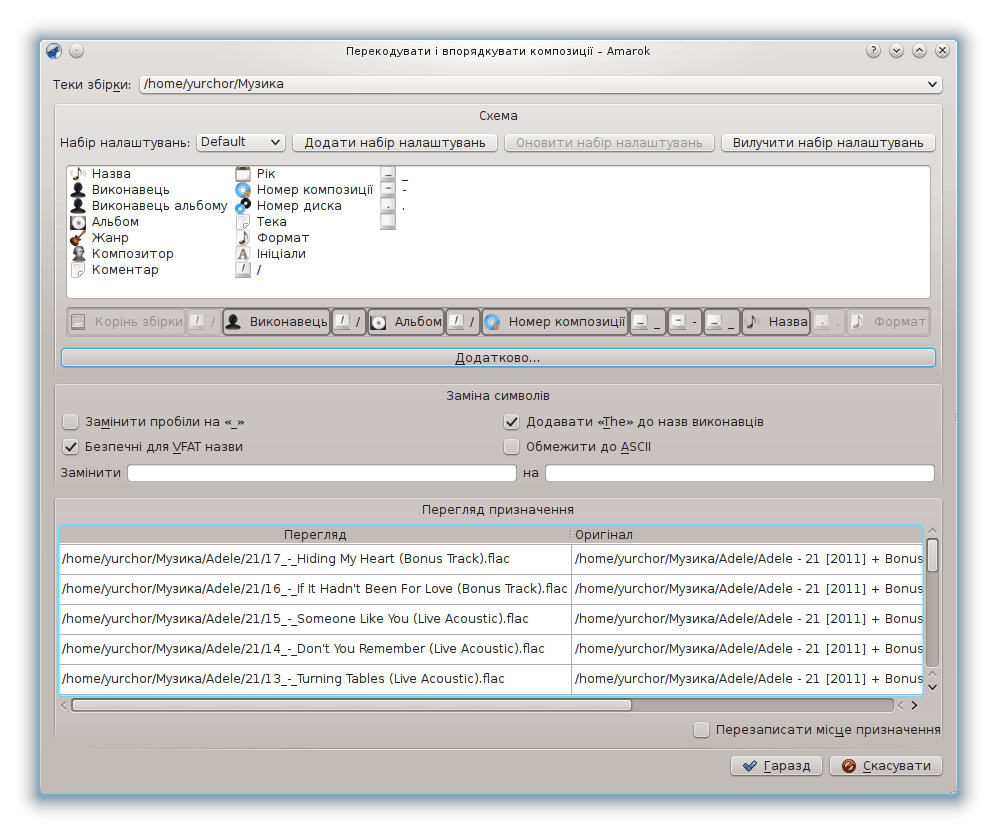 Перекодувати і впорядкувати композиції – Amarok
Теки збірки: /home/yurchor/Музика
Схема
Набір налаштувань: Default Додати набір налаштувань Оновити набір налаштувань Вилучити набір налаштувань
Назва Рік _ _
Виконавець Номер композиції - -
Виконавець альбому Номер диска . .
Альбом Тека
Жанр Формат
Композитор Ініціали
Коментар / /
Корінь збірки / / Виконавець / / Альбом / / Номер композиції _ _ - - _ _ Назва . . Формат
Додатково...
Заміна символів
Замінити пробіли на «_» Додавати «The» до назв виконавців
Безпечні для VFAT назви Обмежити до ASCII
Замінити на
Перегляд призначення
Перегляд Оригінал
/home/yurchor/Музика/Adele/21/17_-_Hiding My Heart (Bonus Track).flac /home/yurchor/Музика/Adele/Adele - 21 [2011] + Bonus
/home/yurchor/Музика/Adele/21/16_-_If It Hadn't Been For Love (Bonus Track).flac /home/yurchor/Музика/Adele/Adele - 21 [2011] + Bonus
/home/yurchor/Музика/Adele/21/15_-_Someone Like You (Live Acoustic).flac /home/yurchor/Музика/Adele/Adele - 21 [2011] + Bonus
/home/yurchor/Музика/Adele/21/14_-_Don't You Remember (Live Acoustic).flac /home/yurchor/Музика/Adele/Adele - 21 [2011] + Bonus
/home/yurchor/Музика/Adele/21/13_-_Turning Tables (Live Acoustic).flac /home/yurchor/Музика/Adele/Adele - 21 [2011] + Bonus
Перезаписати місце призначення
Гаразд Скасувати